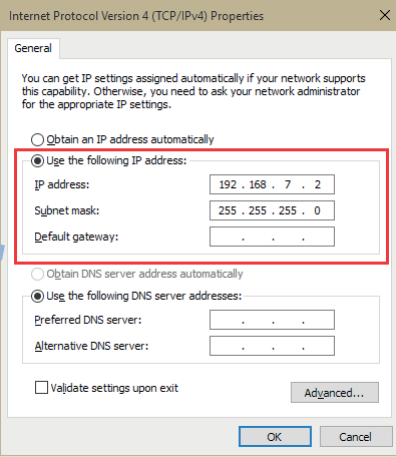 Internet Protocol Version 4 (TCP/IPv4) Properties
General
You can get IP settings assigned automatically if your network supports
this capability. Otherwise, you need to ask your network administrator
for the appropriate IP settings.
Obtain an IP address automatically
Use the following IP address:
IP address: 192 . 168 . 7 . 2
Subnet mask: 255 . 255 . 255 . 0
Default gateway: . . .
Obtain DNS server address automatically
Use the following DNS server addresses:
Preferred DNS server: . . .
Alternative DNS server: . . .
Validate settings upon exit
Advanced...
OK Cancel